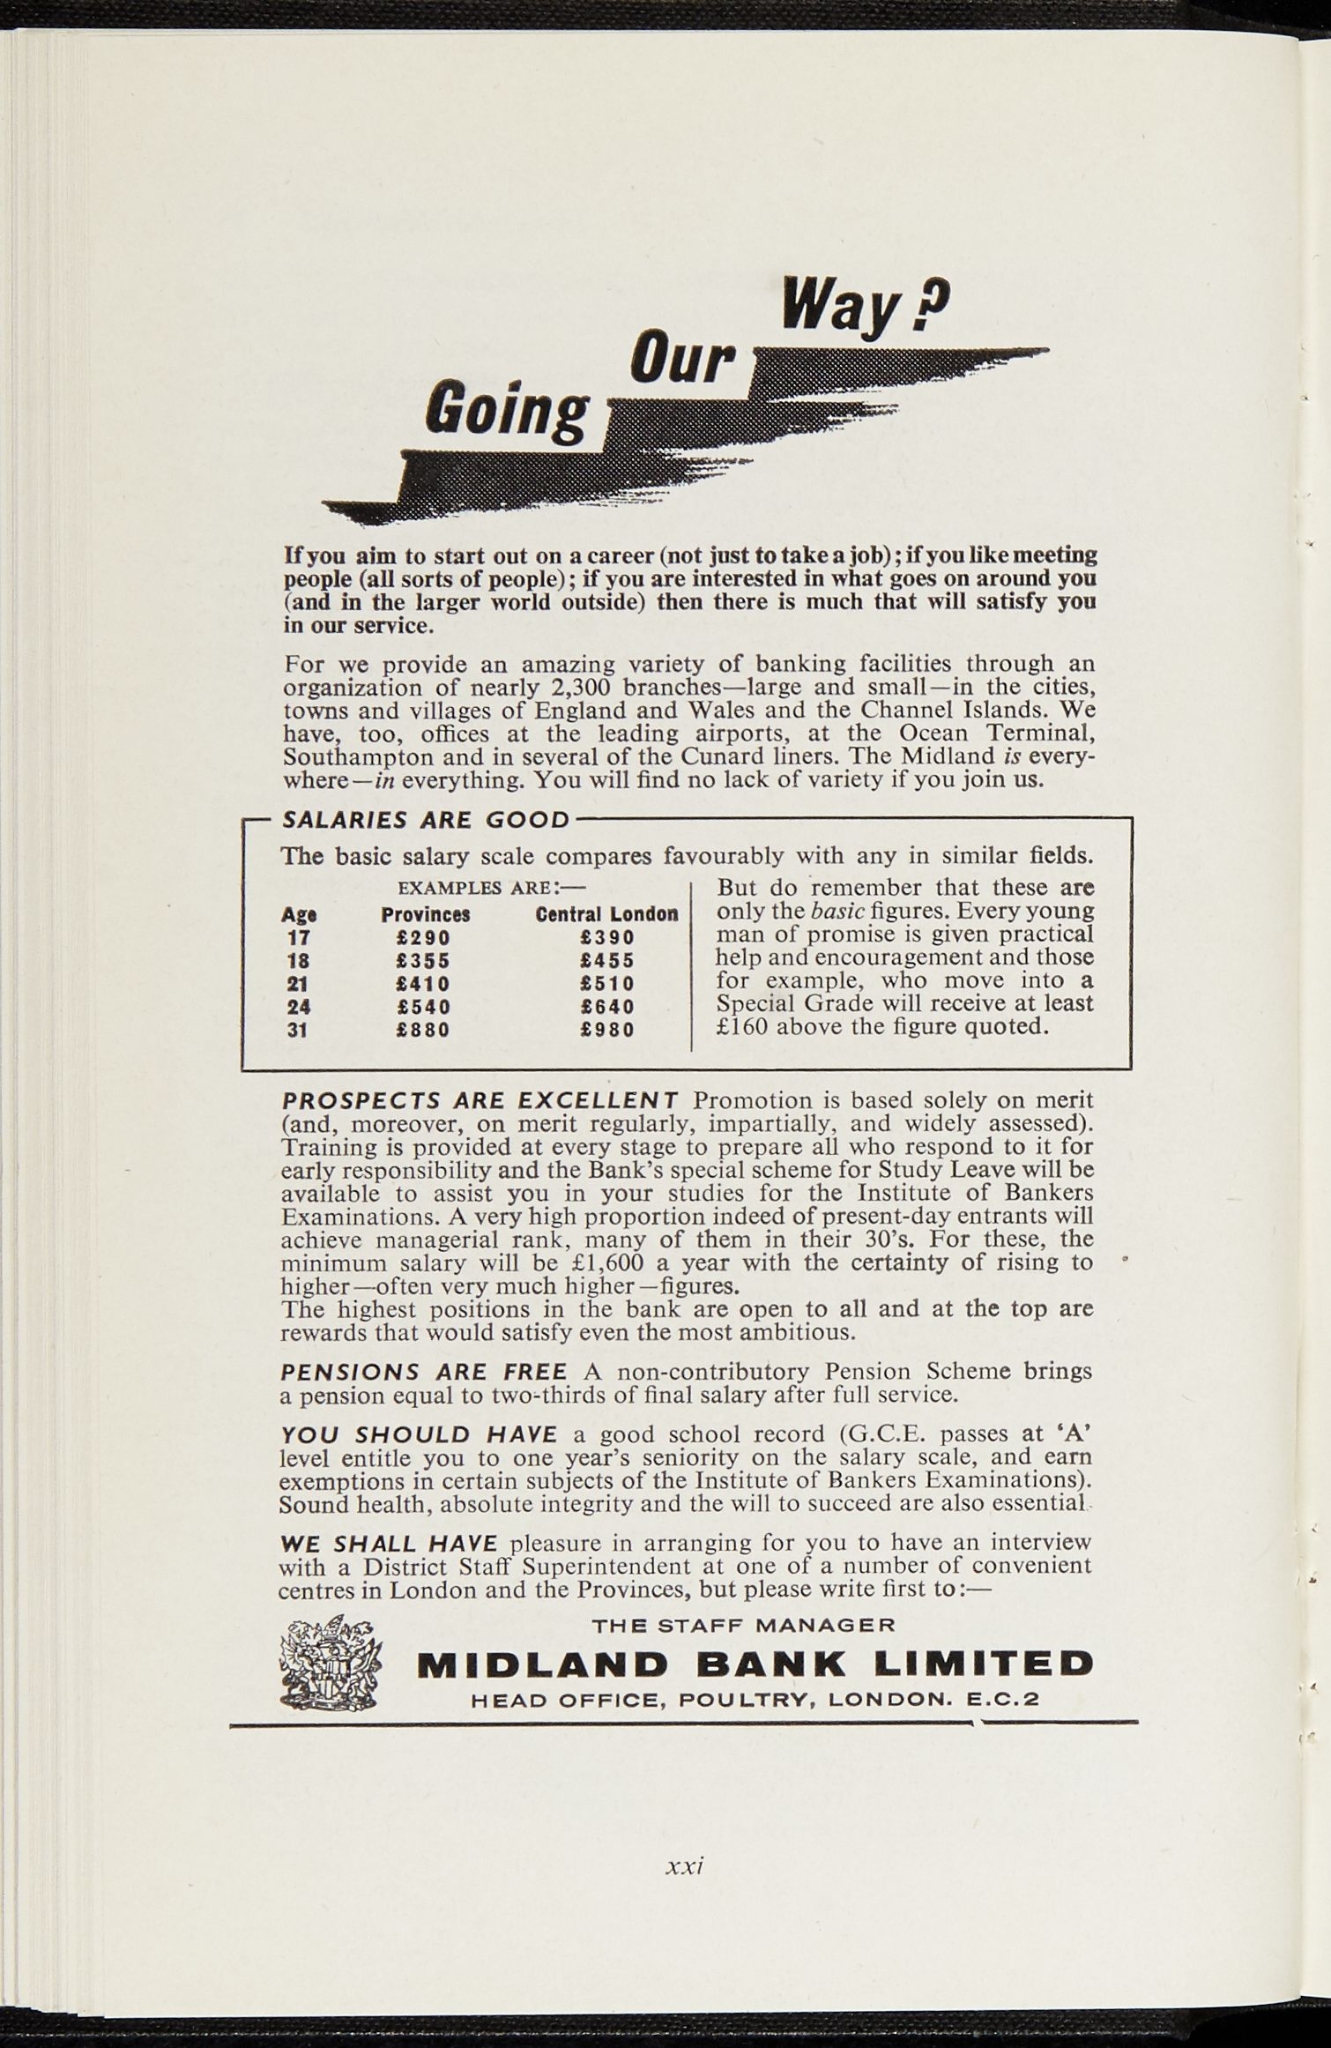 Going Our Way?
If you aim to start out on a career (not just to take a job); if you like meeting
people (all sorts of people); if you are interested in what goes on around you
(and in the larger world outside) then there is much that will satisfy you
in our service.
For we provide an amazing variety of banking facilities through an
organization of nearly 2,300 branches—large and small—in the cities,
towns and villages of England and Wales and the Channel Islands. We
have, too, offices at the leading airports, at the Ocean Terminal,
Southampton and in several of the Cunard liners. The Midland is every-
where—in everything. You will find no lack of variety if you join us.
SALARIES ARE GOOD
The basic salary scale compares favourably with any in similar fields.
EXAMPLES ARE:—
Age Provinces Central London
17 £290 £390
18 £355 £455
21 £410 £510
24 £540 £640
31 £880 £980
But do remember that these are
only the basic figures. Every young
man of promise is given practical
help and encouragement and those
for example, who move into a
Special Grade will receive at least
£160 above the figure quoted.
PROSPECTS ARE EXCELLENT Promotion is based solely on merit
(and, moreover, on merit regularly, impartially, and widely assessed).
Training is provided at every stage to prepare all who respond to it for
early responsibility and the Bank's special scheme for Study Leave will be
available to assist you in your studies for the Institute of Bankers
Examinations. A very high proportion indeed of present-day entrants will
achieve managerial rank, many of them in their 30's. For these, the
minimum salary will be £1,600 a year with the certainty of rising to
higher—often very much higher—figures.
The highest positions in the bank are open to all and at the top are
rewards that would satisfy even the most ambitious.
PENSIONS ARE FREE A non-contributory Pension Scheme brings
a pension equal to two-thirds of final salary after full service.
YOU SHOULD HAVE a good school record (G.C.E. passes at 'A'
level entitle you to one year's seniority on the salary scale, and earn
exemptions in certain subjects of the Institute of Bankers Examinations).
Sound health, absolute integrity and the will to succeed are also essential.
WE SHALL HAVE pleasure in arranging for you to have an interview
with a District Staff Superintendent at one of a number of convenient
centres in London and the Provinces, but please write first to:—
THE STAFF MANAGER
MIDLAND BANK LIMITED
HEAD OFFICE, POULTRY, LONDON. E.C.2
xxi